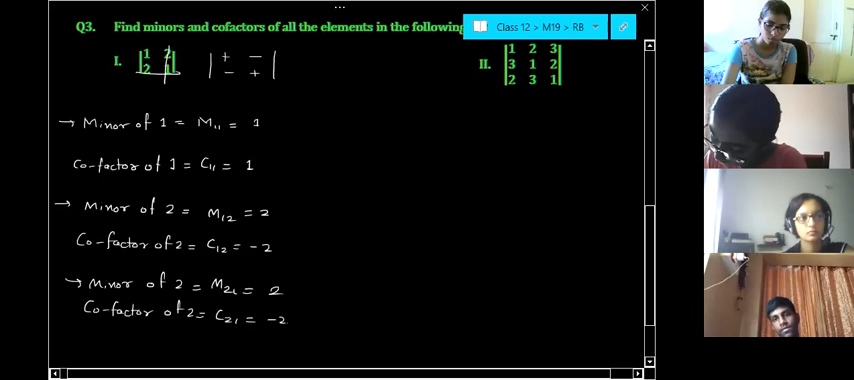 Q3. Find minors and cofactors of all the elements in the following
Class 12 > M19 > RB
I. |1 2|
|2 1|
|+ −|
|− +|
II. |1 2 3|
|3 1 2|
|2 3 1|
→ Minor of 1 = M₁₁ = 1
Co-factor of 1 = C₁₁ = 1
→ Minor of 2 = M₁₂ = 2
Co-factor of 2 = C₁₂ = -2
→ Minor of 2 = M₂₁ = 2
Co-factor of 2 = C₂₁ = -2